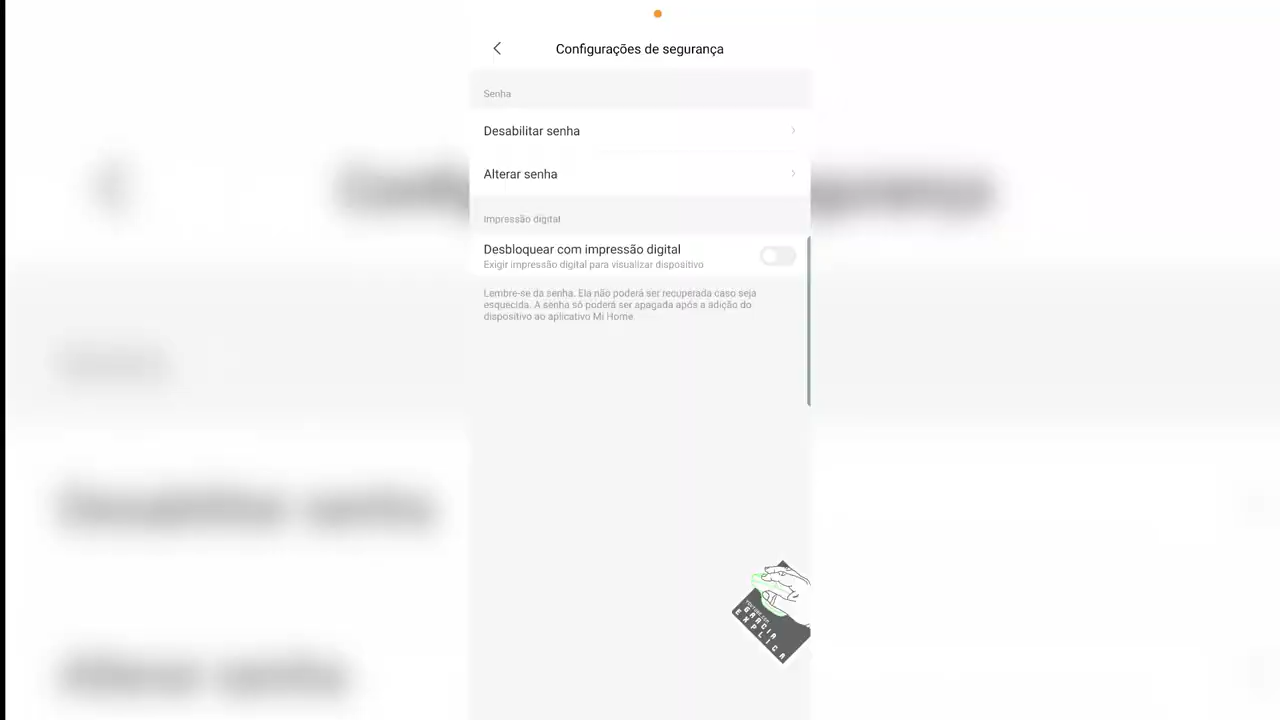 Configurações de segurança
Senha
Desabilitar senha
Alterar senha
Impressão digital
Desbloquear com impressão digital
Exigir impressão digital para visualizar dispositivo
Lembre-se da senha. Ela não poderá ser recuperada caso seja
esquecida. A senha só poderá ser apagada após a adição do
dispositivo ao aplicativo Mi Home.
GARCIA
EXPLICA